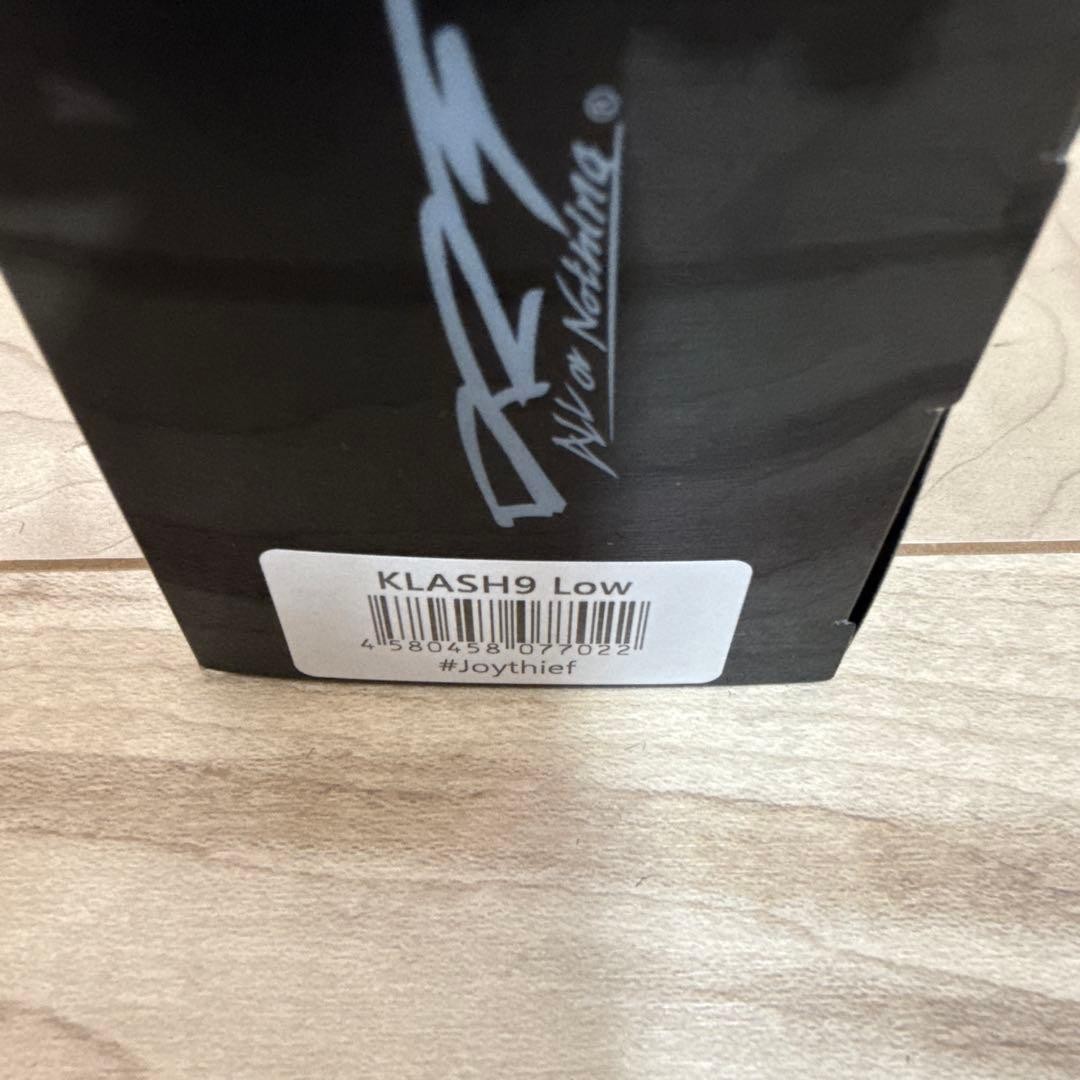 All or Nothing ®
KLASH9 Low
4 580458 077022
#Joythief